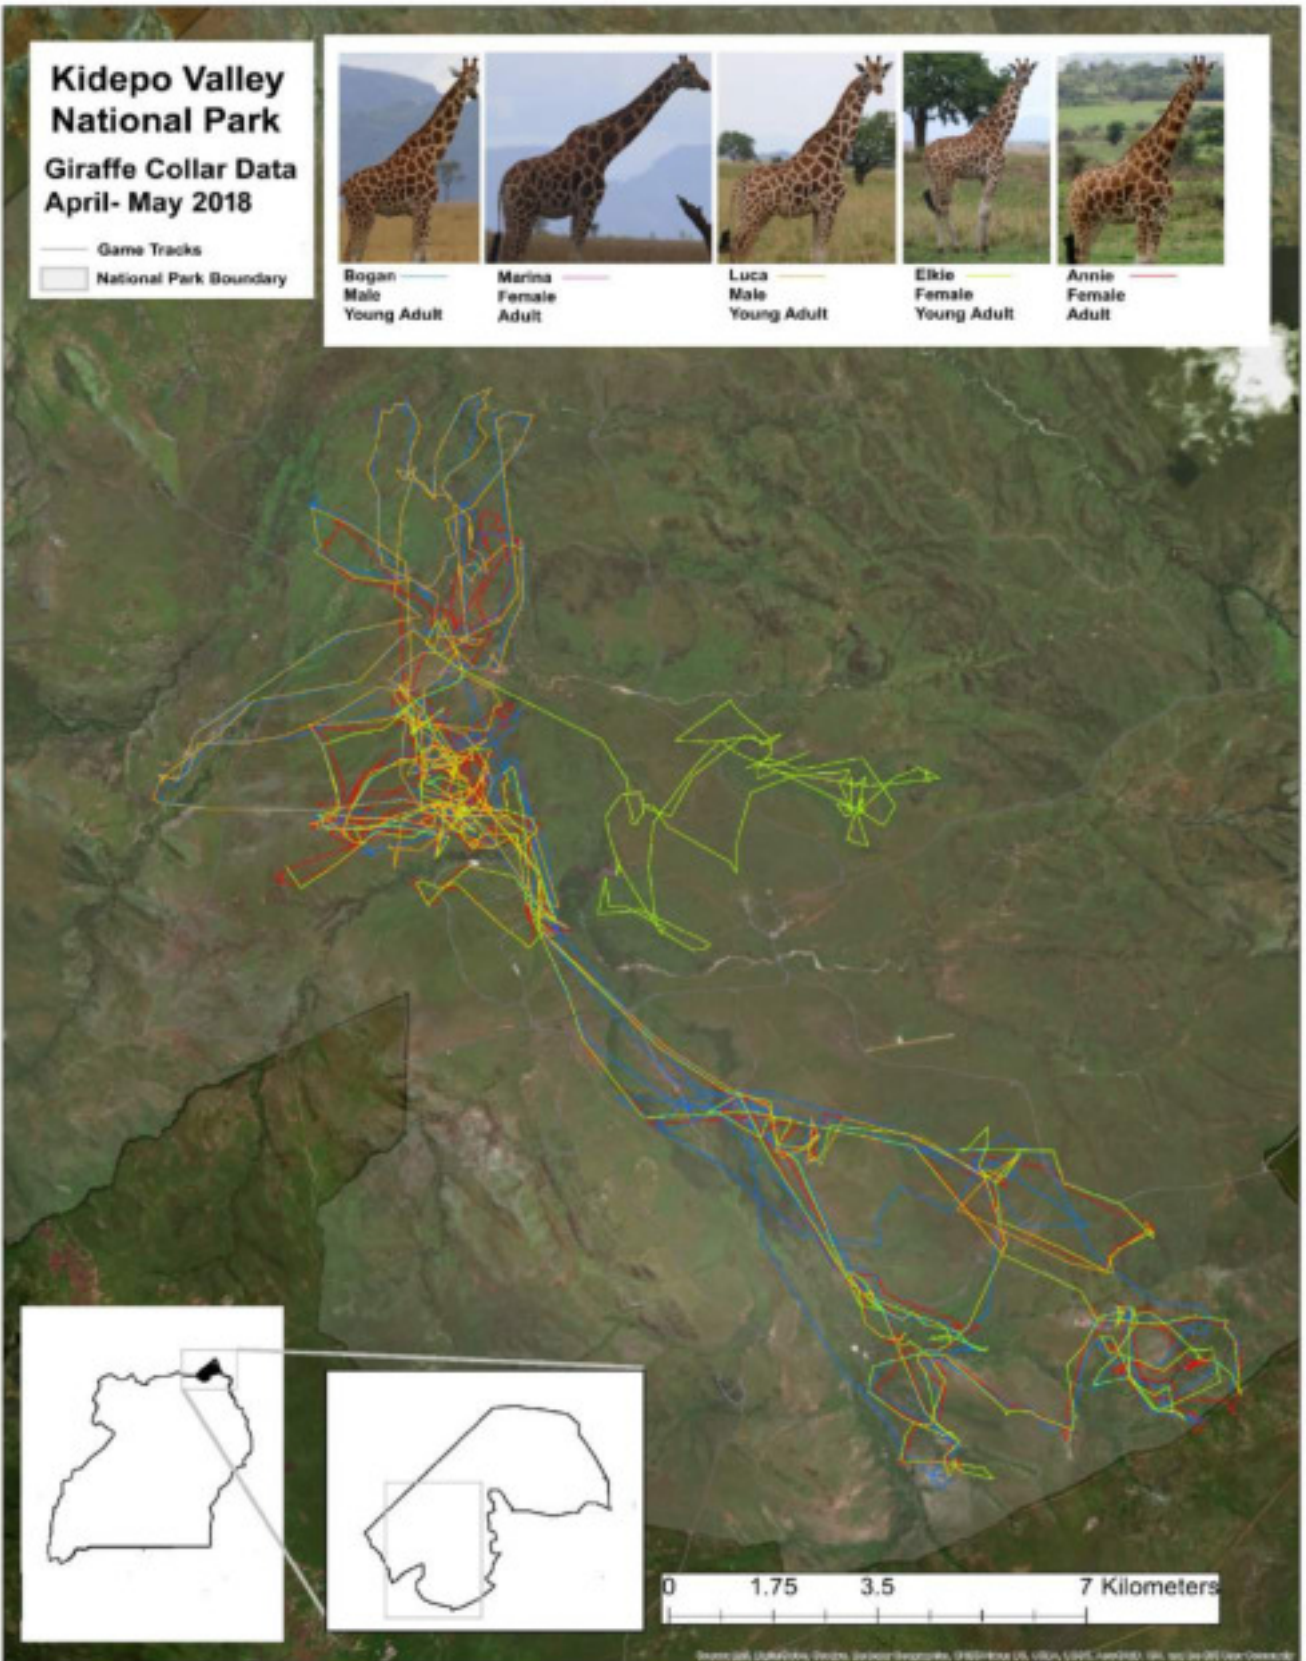 Kidepo Valley
National Park
Giraffe Collar Data
April- May 2018
Game Tracks
National Park Boundary
Bogan
Male
Young Adult
Marina
Female
Adult
Luca
Male
Young Adult
Elkie
Female
Young Adult
Annie
Female
Adult
0 1.75 3.5 7 Kilometers